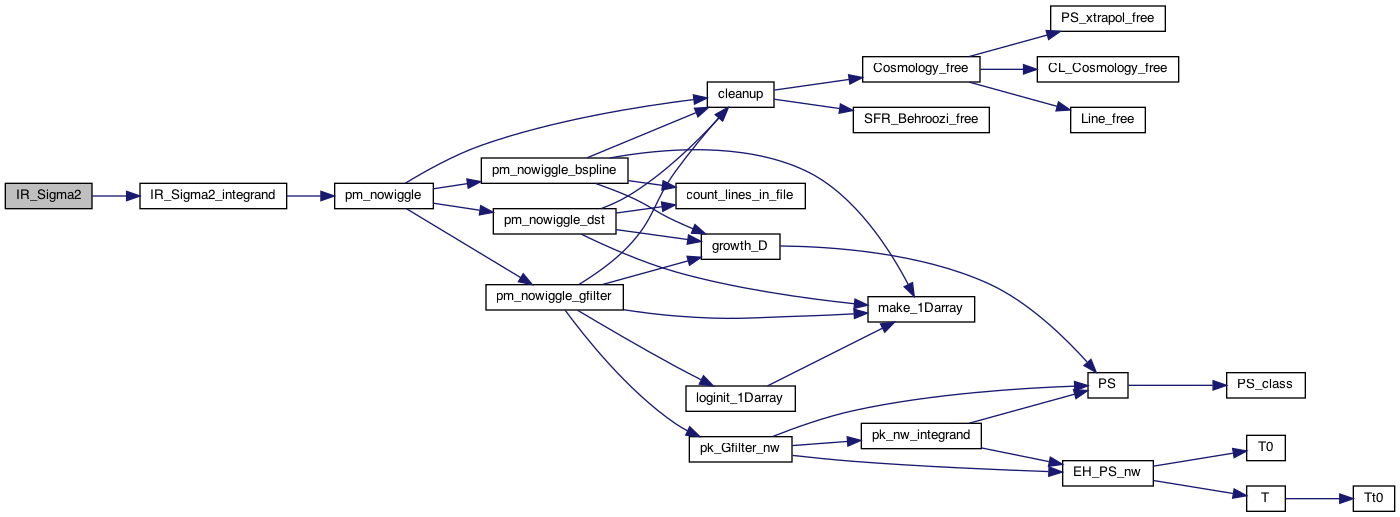 IR_Sigma2
IR_Sigma2_integrand
pm_nowiggle
pm_nowiggle_bspline
pm_nowiggle_dst
pm_nowiggle_gfilter
cleanup
count_lines_in_file
growth_D
loginit_1Darray
pk_Gfilter_nw
Cosmology_free
SFR_Behroozi_free
make_1Darray
pk_nw_integrand
PS_xtrapol_free
CL_Cosmology_free
Line_free
PS
EH_PS_nw
PS_class
T0
T
Tt0